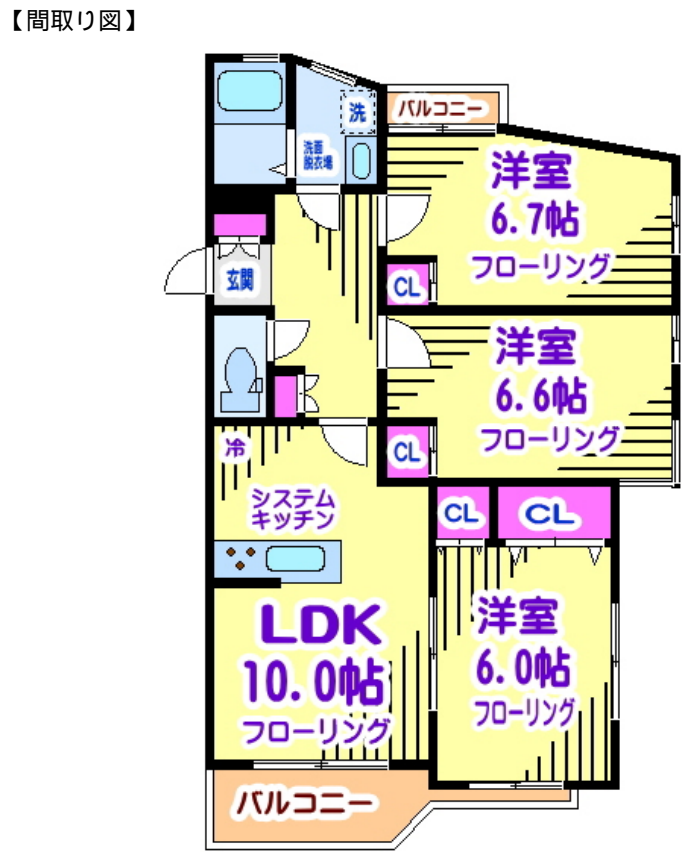 【間取り図】
洗
バルコニー
洗面
脱衣場
洋室
6.7帖
フローリング
玄関
CL
洋室
6.6帖
フローリング
冷
CL
システム
キッチン
CL
CL
LDK
10.0帖
フローリング
洋室
6.0帖
フローリング
バルコニー